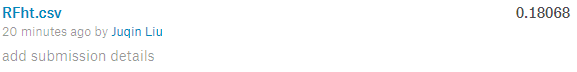 RFht.csv 0.18068
20 minutes ago by Juqin Liu
add submission details